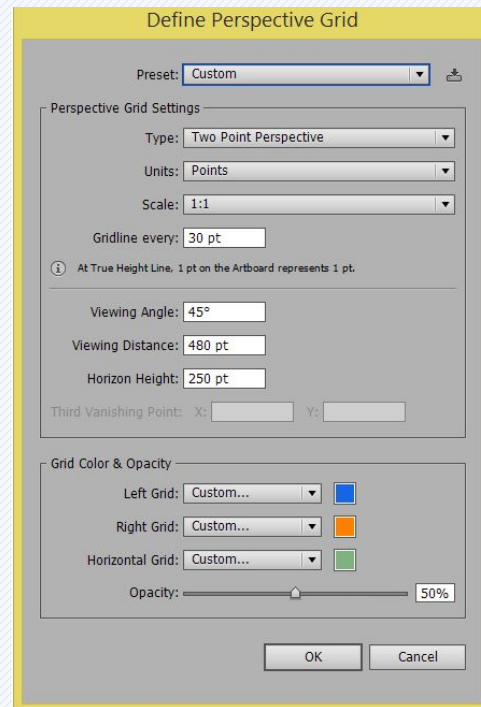 Define Perspective Grid
Preset: Custom
Perspective Grid Settings
Type: Two Point Perspective
Units: Points
Scale: 1:1
Gridline every: 30 pt
At True Height Line, 1 pt on the Artboard represents 1 pt.
Viewing Angle: 45°
Viewing Distance: 480 pt
Horizon Height: 250 pt
Third Vanishing Point: X: Y:
Grid Color & Opacity
Left Grid: Custom...
Right Grid: Custom...
Horizontal Grid: Custom...
Opacity: 50%
OK Cancel